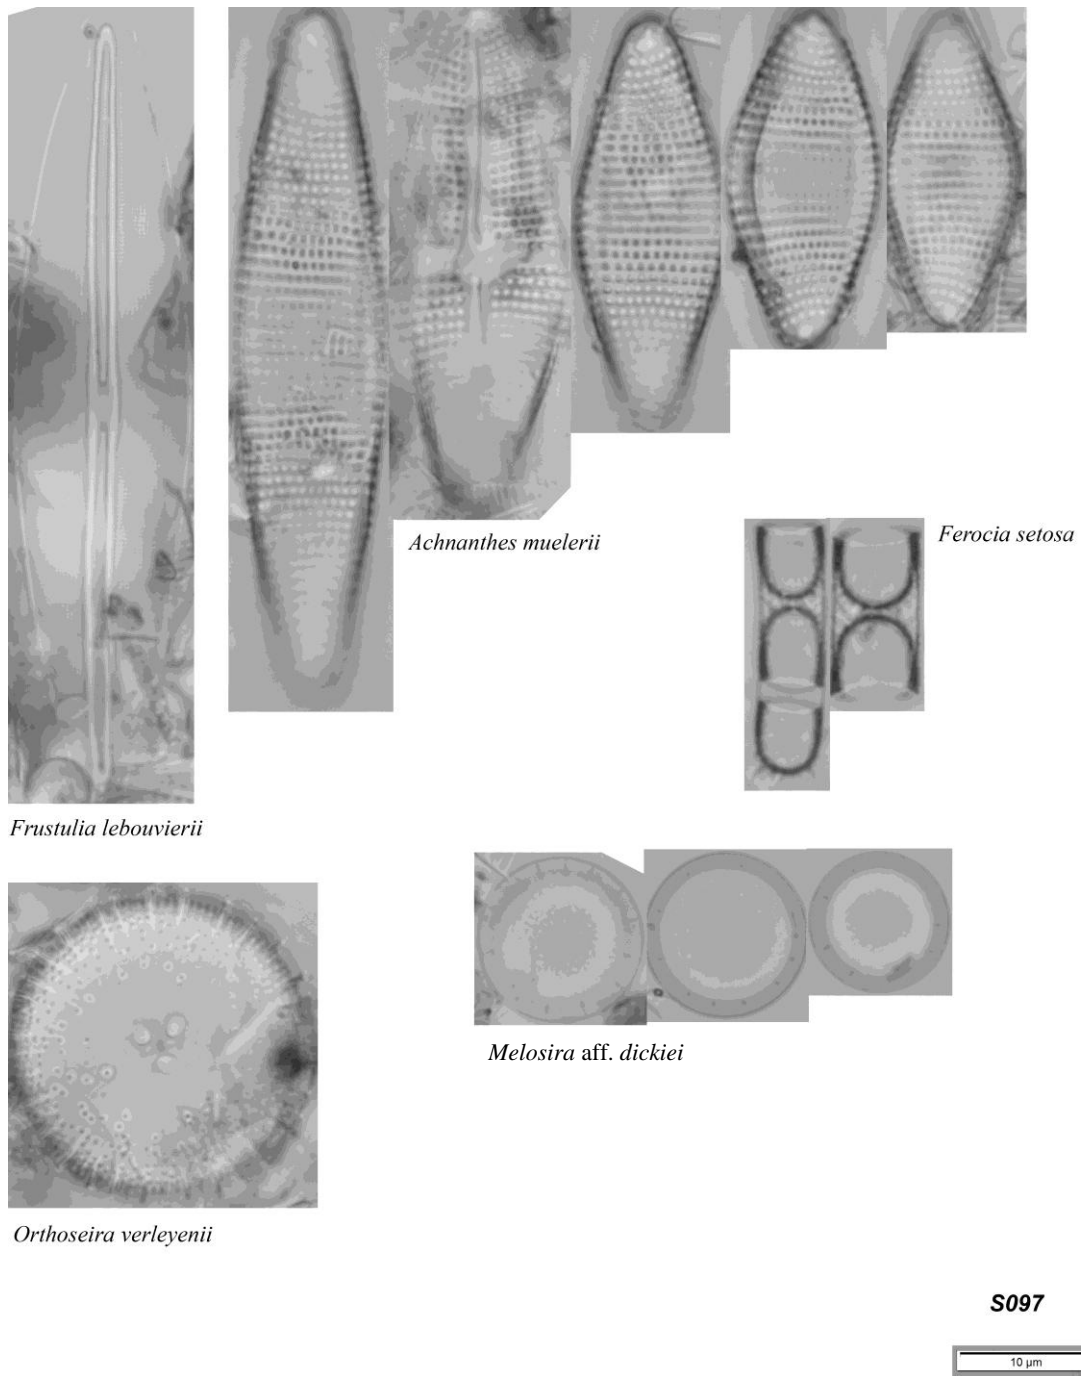 Achnanthes muelerii
Ferocia setosa
Frustulia lebouvierii
Melosira aff. dickiei
Orthoseira verleyenii
S097
10 µm